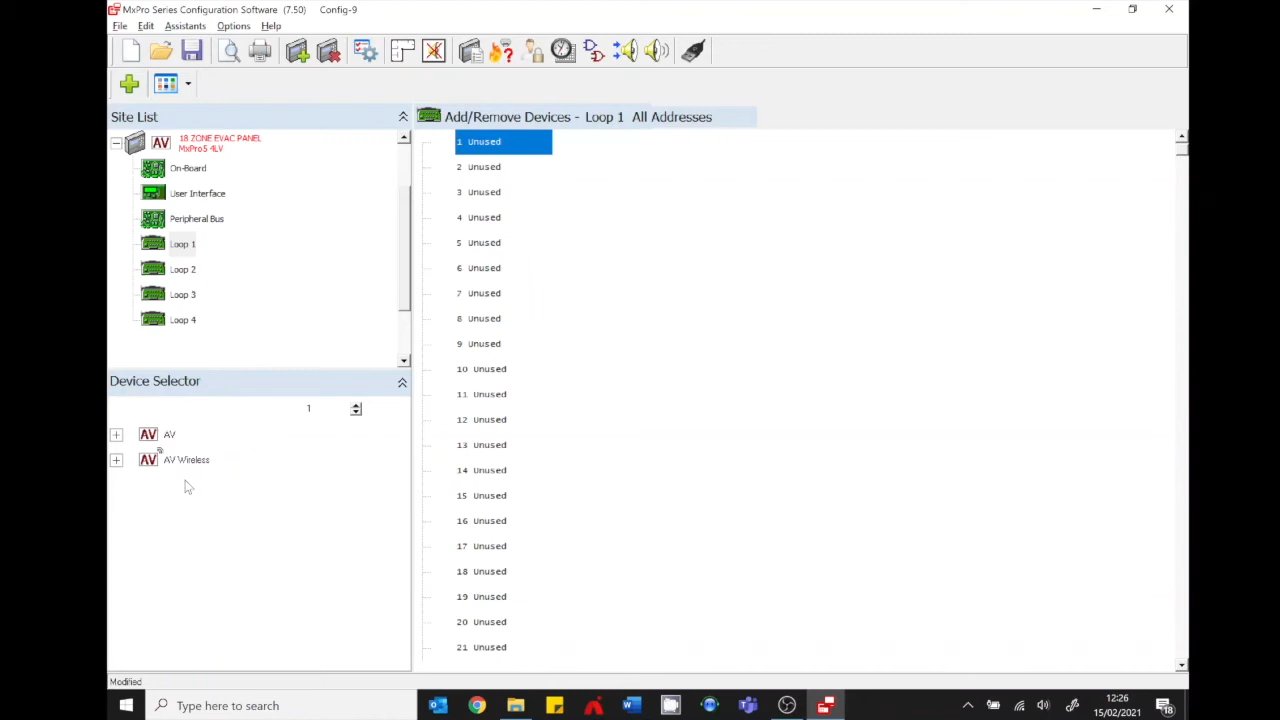 MxPro Series Configuration Software (7.50) Config-9
File Edit Assistants Options Help
Site List
Add/Remove Devices - Loop 1 All Addresses
AV 18 ZONE EVAC PANEL
MxPro5 4LV
On-Board
User Interface
Peripheral Bus
Loop 1
Loop 2
Loop 3
Loop 4
Device Selector
1
AV AV
AV AV Wireless
1 Unused
2 Unused
3 Unused
4 Unused
5 Unused
6 Unused
7 Unused
8 Unused
9 Unused
10 Unused
11 Unused
12 Unused
13 Unused
14 Unused
15 Unused
16 Unused
17 Unused
18 Unused
19 Unused
20 Unused
21 Unused
Modified
Type here to search
12:26
15/02/2021
18